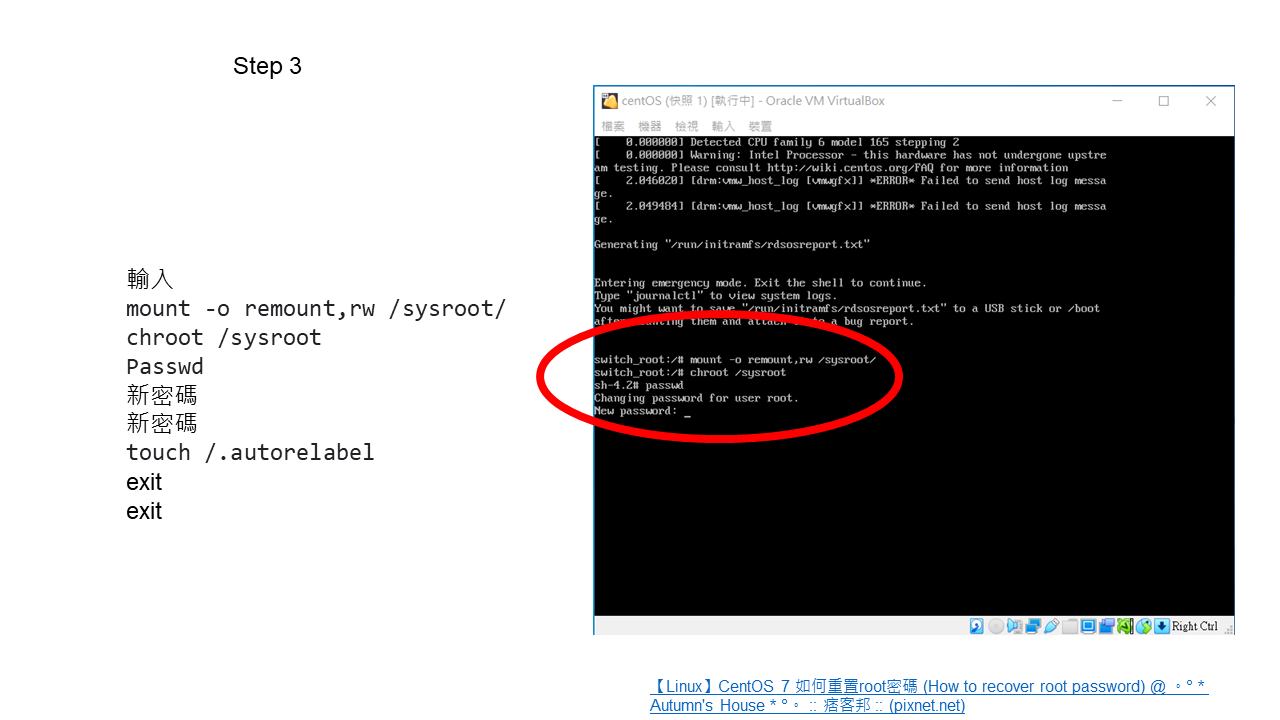 Step 3
輸入
mount -o remount,rw /sysroot/
chroot /sysroot
Passwd
新密碼
新密碼
touch /.autorelabel
exit
exit
centOS (快照 1) [執行中] - Oracle VM VirtualBox
檔案 機器 檢視 輸入 裝置
[    0.000000] Detected CPU family 6 model 165 stepping 2
[    0.000000] Warning: Intel Processor - this hardware has not undergone upstre
am testing. Please consult http://wiki.centos.org/FAQ for more information
[    2.046020] [drm:vmw_host_log [vmwgfx]] *ERROR* Failed to send host log messa
ge.
[    2.049484] [drm:vmw_host_log [vmwgfx]] *ERROR* Failed to send host log messa
ge.
Generating "/run/initramfs/rdsosreport.txt"
Entering emergency mode. Exit the shell to continue.
Type "journalctl" to view system logs.
You might want to save "/run/initramfs/rdsosreport.txt" to a USB stick or /boot
after mounting them and attach it to a bug report.
switch_root:/# mount -o remount,rw /sysroot/
switch_root:/# chroot /sysroot
sh-4.2# passwd
Changing password for user root.
New password: _
Right Ctrl
【Linux】CentOS 7 如何重置root密碼 (How to recover root password) @ 。° *
Autumn's House * °。 :: 痞客邦 :: (pixnet.net)